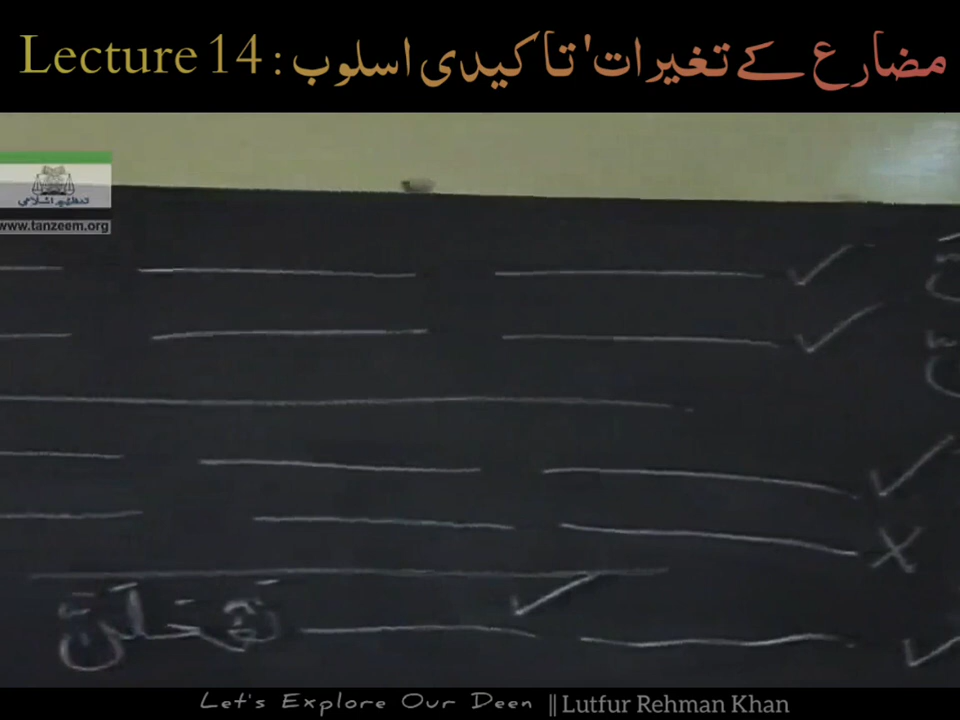 مضارع کے تغیرات' تاکیدی اسلوب : Lecture 14
تنظیم اسلامی
www.tanzeem.org
Let's Explore Our Deen || Lutfur Rehman Khan